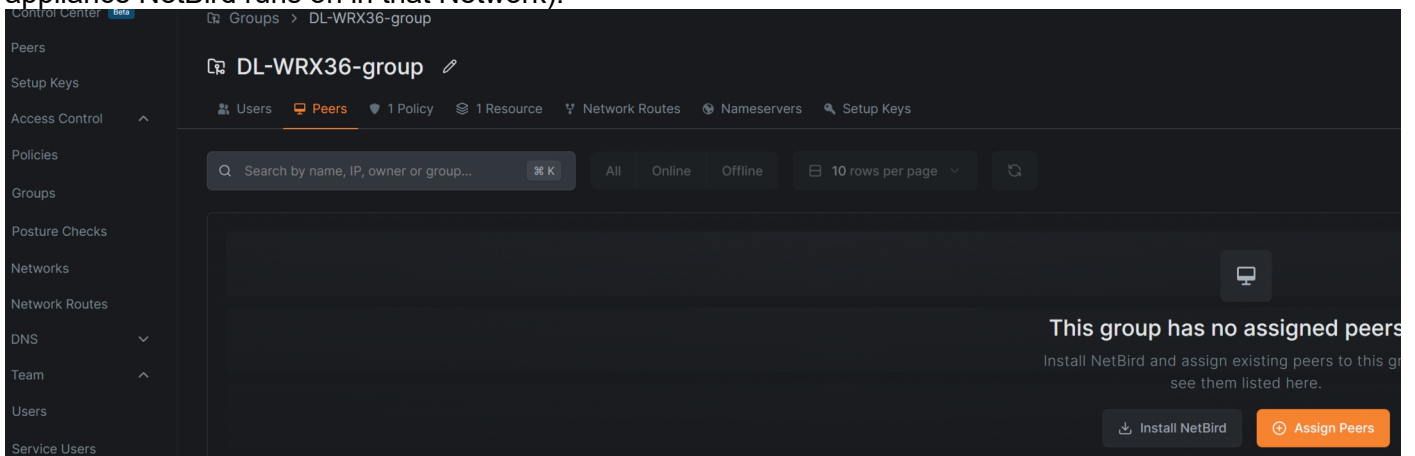 appliance NetBird runs on in that Network).
Control Center Beta
Groups > DL-WRX36-group
Peers
DL-WRX36-group
Setup Keys
Users Peers 1 Policy 1 Resource Network Routes Nameservers Setup Keys
Access Control
Policies
Search by name, IP, owner or group... ⌘ K All Online Offline 10 rows per page
Groups
Posture Checks
Networks
Network Routes
This group has no assigned peers
DNS
Install NetBird and assign existing peers to this gr
Team
see them listed here.
Users
Install NetBird Assign Peers
Service Users